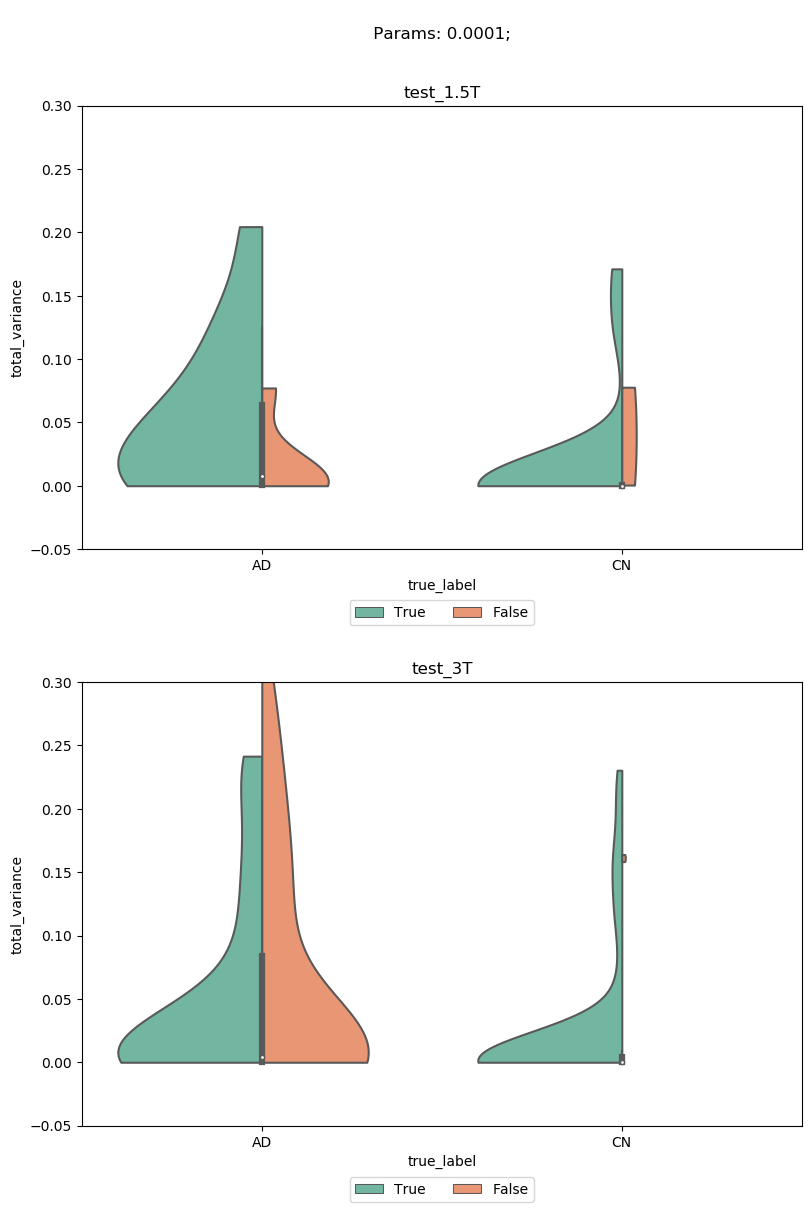 Params: 0.0001;
test_1.5T
0.30
0.25
0.20
0.15
0.10
0.05
0.00
−0.05
total_variance
AD
CN
true_label
True
False
test_3T
0.30
0.25
0.20
0.15
0.10
0.05
0.00
−0.05
total_variance
AD
CN
true_label
True
False